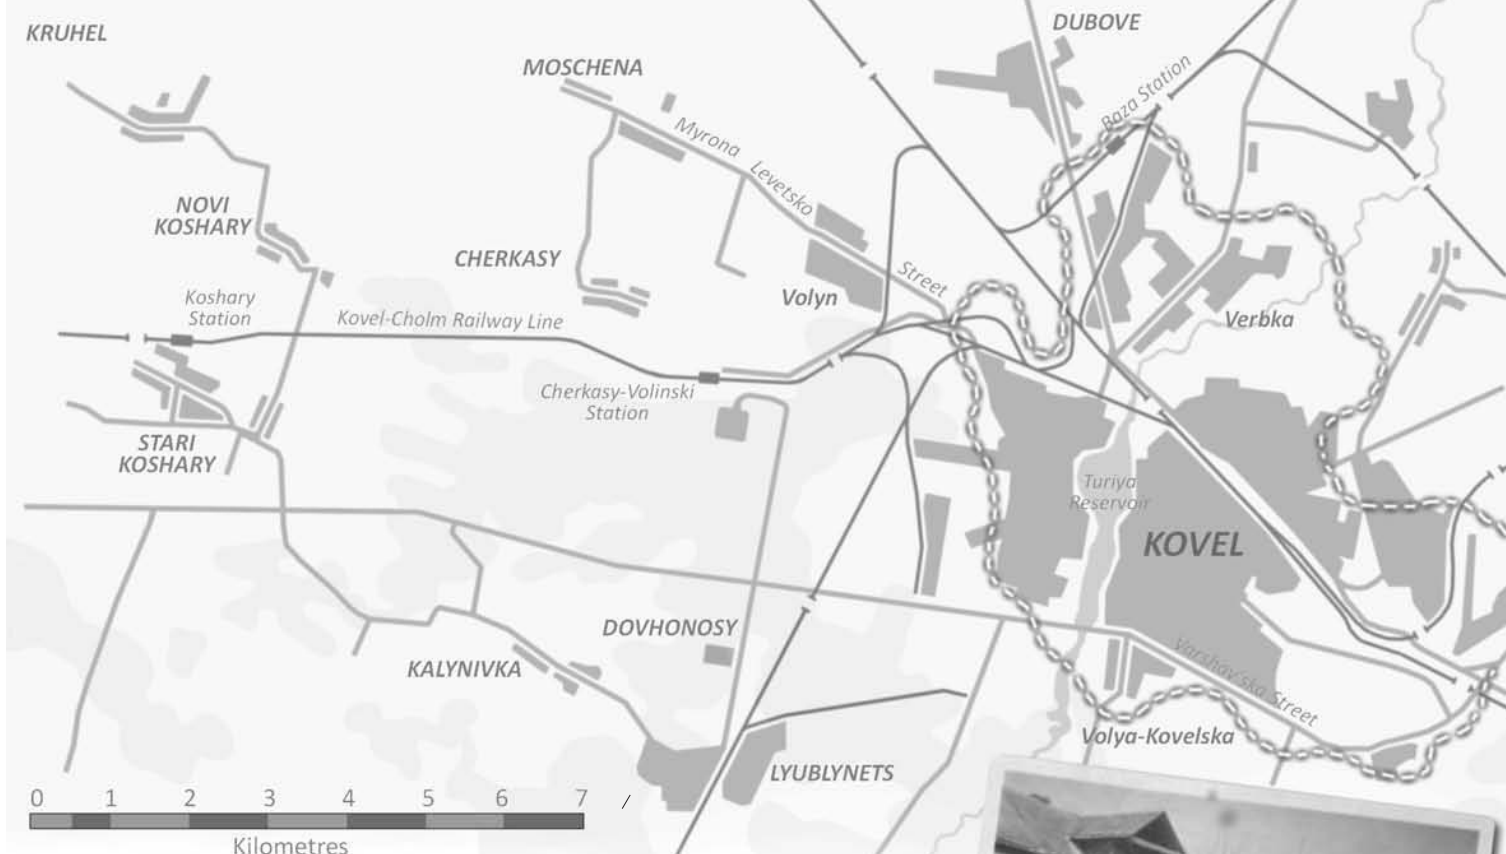 KRUHEL
DUBOVE
MOSCHENA
Baza Station
Myrona Levetsko Street
NOVI
KOSHARY
CHERKASY
Volyn
Koshary
Station
Kovel-Cholm Railway Line
Verbka
Cherkasy-Volinski
Station
STARI
KOSHARY
Turiya
Reservoir
KOVEL
DOVHONOSY
KALYNIVKA
Varshav'ska Street
Volya-Kovelska
LYUBLYNETS
0 1 2 3 4 5 6 7
Kilometres